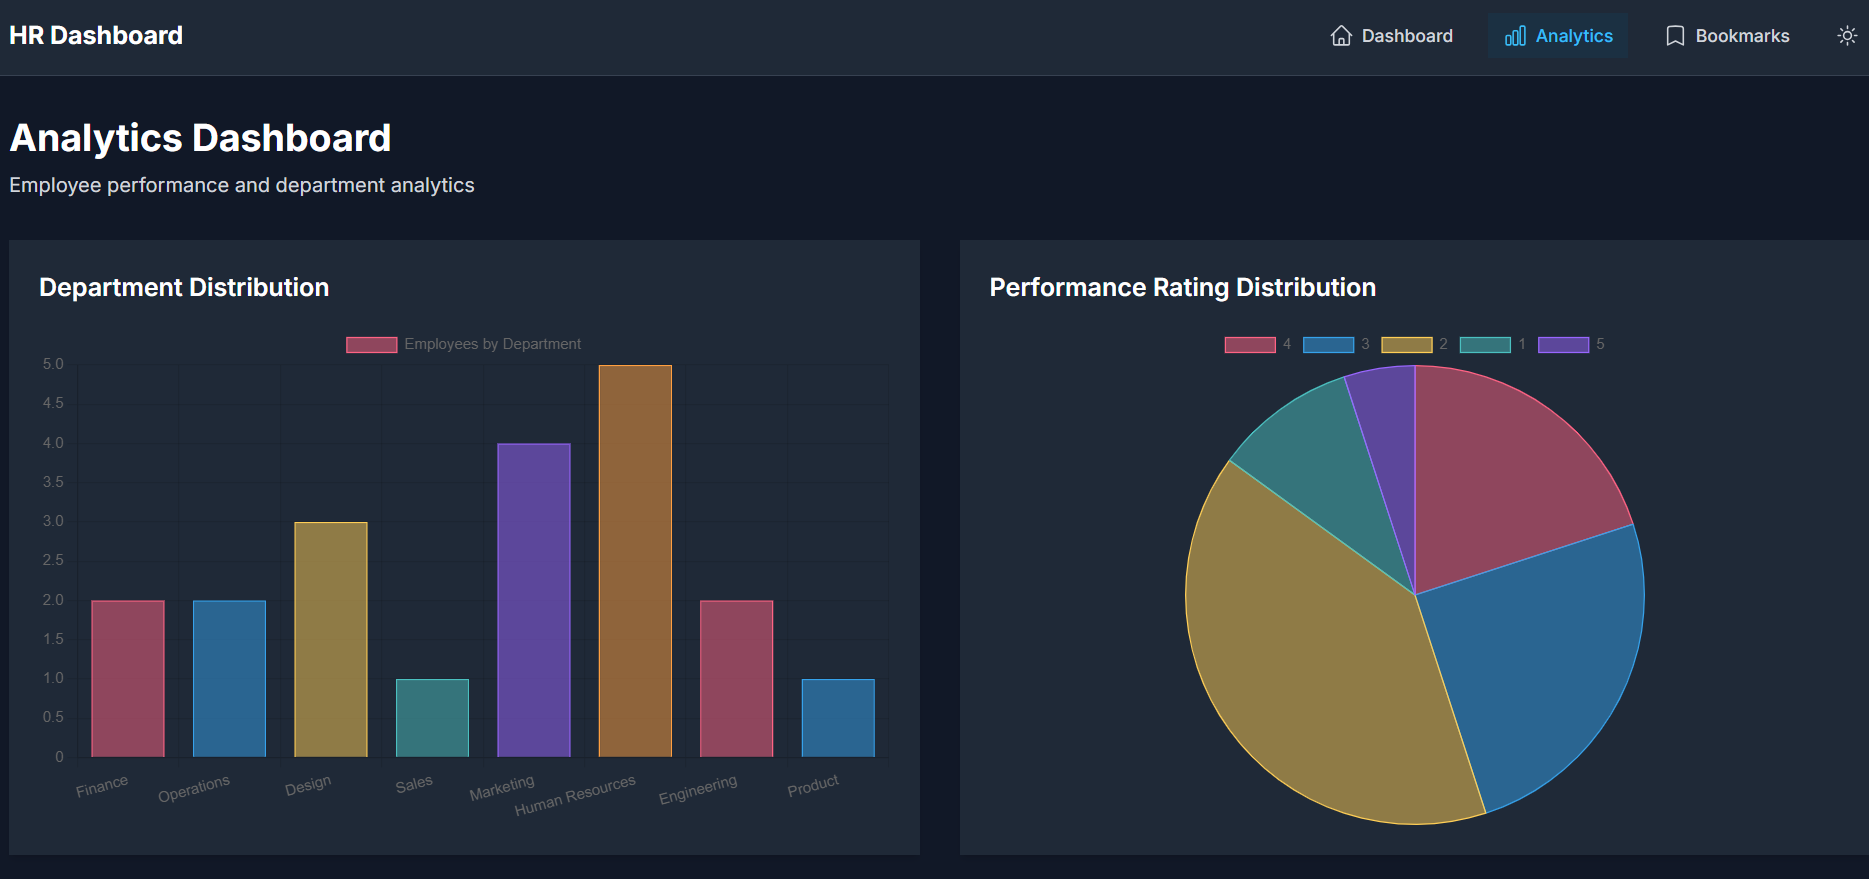 HR Dashboard
Dashboard
Analytics
Bookmarks
Analytics Dashboard
Employee performance and department analytics
Department Distribution
Employees by Department
5.0
4.5
4.0
3.5
3.0
2.5
2.0
1.5
1.0
0.5
0
Finance
Operations
Design
Sales
Marketing
Human Resources
Engineering
Product
Performance Rating Distribution
4 3 2 1 5